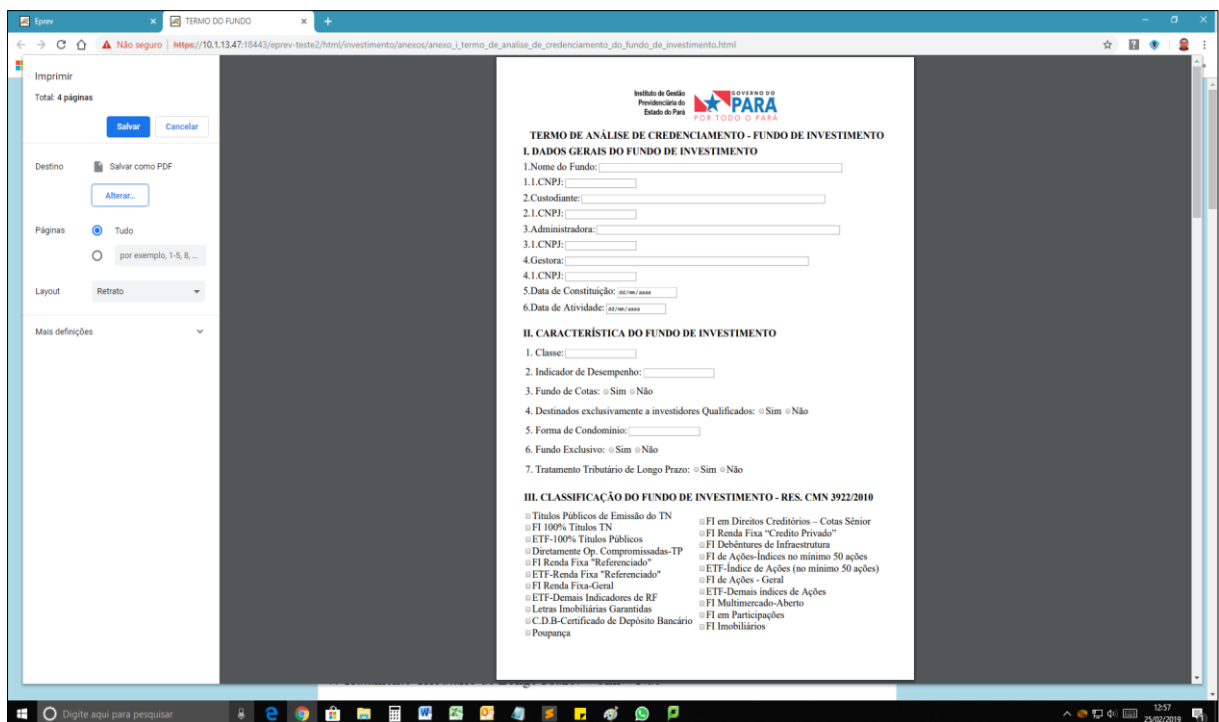 Eprev
TERMO DO FUNDO
Não seguro | https://10.1.13.47:18443/eprev-teste2/html/investimento/anexos/anexo_i_termo_de_analise_de_credenciamento_do_fundo_de_investimento.html
Imprimir
Total: 4 páginas
Salvar Cancelar
Destino Salvar como PDF
Alterar...
Páginas Tudo
por exemplo, 1-5, 8, ...
Layout Retrato
Mais definições
Instituto de Gestão
Previdenciária do
Estado do Pará
GOVERNO DO
PARÁ
POR TODO O PARÁ
TERMO DE ANÁLISE DE CREDENCIAMENTO - FUNDO DE INVESTIMENTO
I. DADOS GERAIS DO FUNDO DE INVESTIMENTO
1.Nome do Fundo:
1.1.CNPJ:
2.Custodiante:
2.1.CNPJ:
3.Administradora:
3.1.CNPJ:
4.Gestora:
4.1.CNPJ:
5.Data de Constituição: dd/mm/aaaa
6.Data de Atividade: dd/mm/aaaa
II. CARACTERÍSTICA DO FUNDO DE INVESTIMENTO
1. Classe:
2. Indicador de Desempenho:
3. Fundo de Cotas: Sim Não
4. Destinados exclusivamente a investidores Qualificados: Sim Não
5. Forma de Condomínio:
6. Fundo Exclusivo: Sim Não
7. Tratamento Tributário de Longo Prazo: Sim Não
III. CLASSIFICAÇÃO DO FUNDO DE INVESTIMENTO - RES. CMN 3922/2010
Títulos Públicos de Emissão do TN
FI 100% Títulos TN
ETF-100% Títulos Públicos
Diretamente Op. Compromissadas-TP
FI Renda Fixa "Referenciado"
ETF-Renda Fixa "Referenciado"
FI Renda Fixa-Geral
ETF-Demais Indicadores de RF
Letras Imobiliárias Garantidas
C.D.B-Certificado de Depósito Bancário
Poupança
FI em Direitos Creditórios – Cotas Sênior
FI Renda Fixa “Credito Privado”
FI Debêntures de Infraestrutura
FI de Ações-Índices no mínimo 50 ações
ETF-Índice de Ações (no mínimo 50 ações)
FI de Ações - Geral
ETF-Demais índices de Ações
FI Multimercado-Aberto
FI em Participações
FI Imobiliários
Digite aqui para pesquisar
12:57
25/02/2019